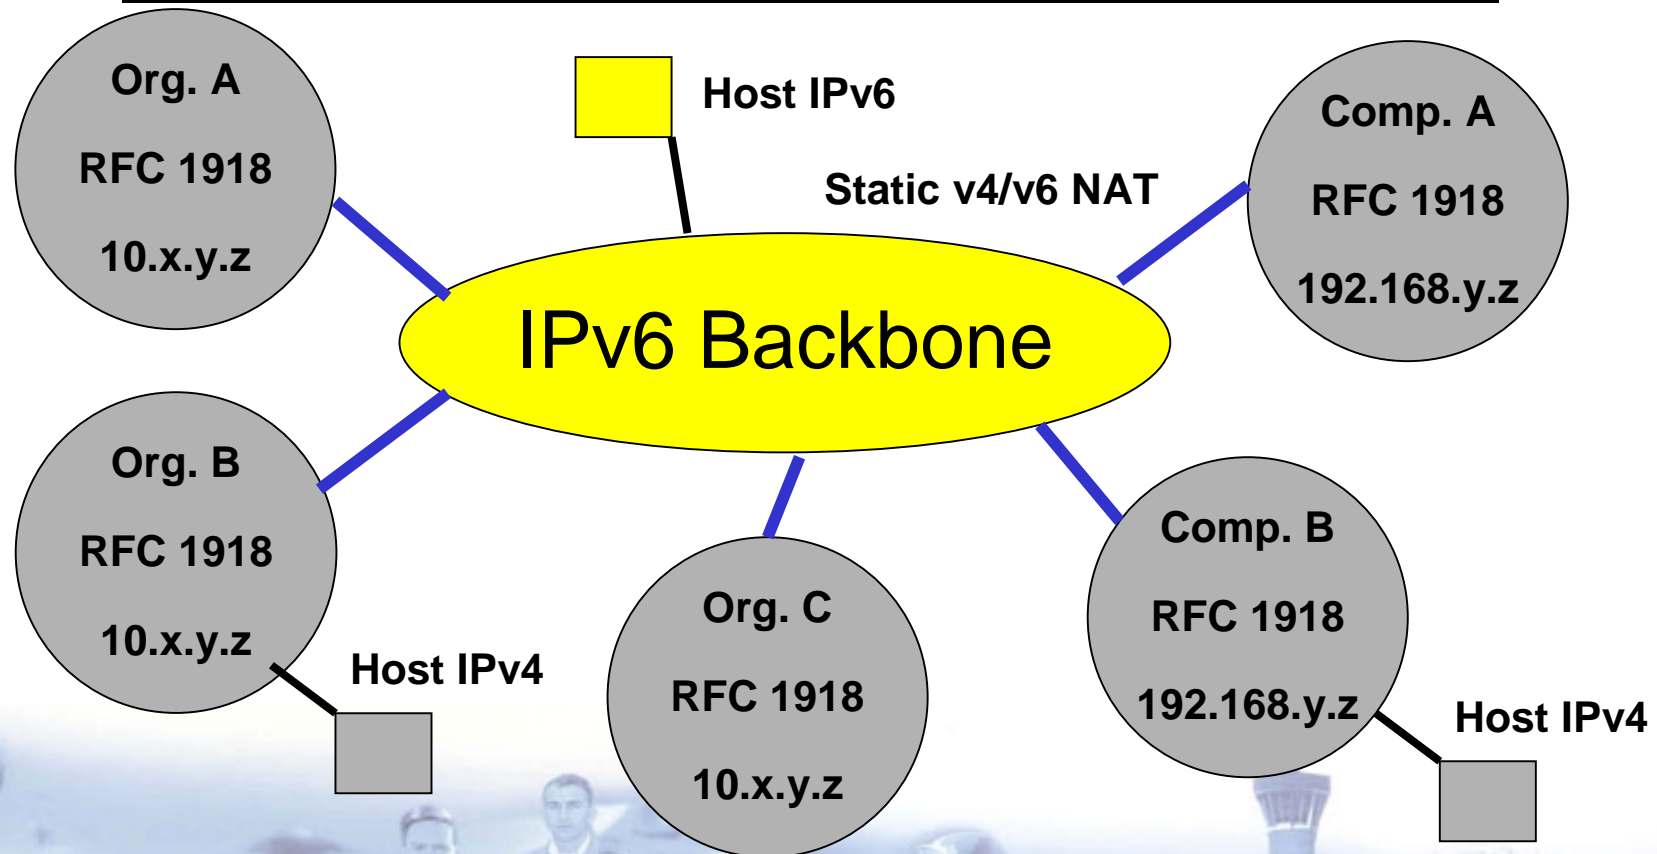 Org. A
RFC 1918
10.x.y.z
Host IPv6
Static v4/v6 NAT
Comp. A
RFC 1918
192.168.y.z
IPv6 Backbone
Org. B
RFC 1918
10.x.y.z
Host IPv4
Org. C
RFC 1918
10.x.y.z
Comp. B
RFC 1918
192.168.y.z
Host IPv4